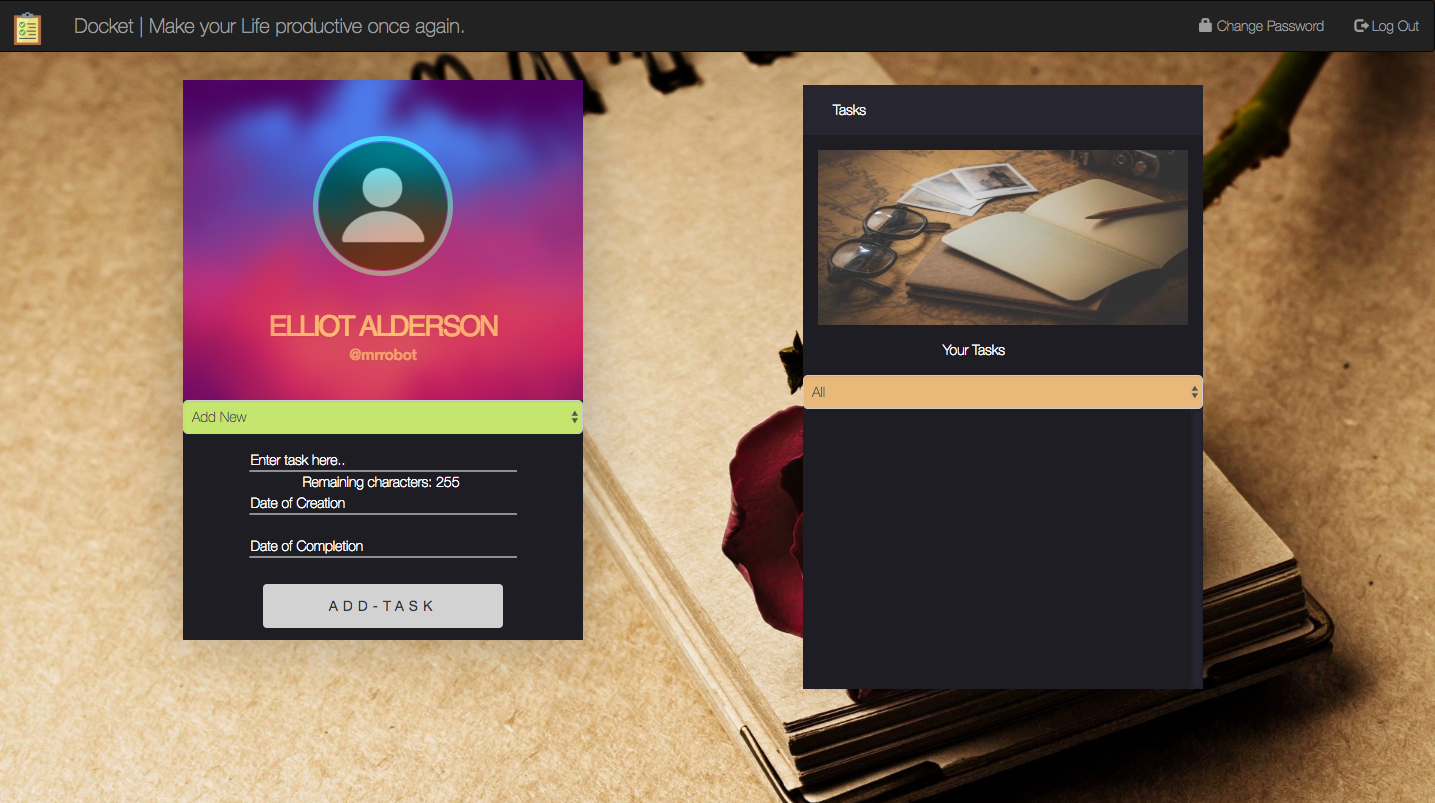 Docket | Make your Life productive once again.
Change Password
Log Out
ELLIOT ALDERSON
@mrrobot
Add New
Enter task here..
Remaining characters: 255
Date of Creation
Date of Completion
ADD-TASK
Tasks
Your Tasks
All